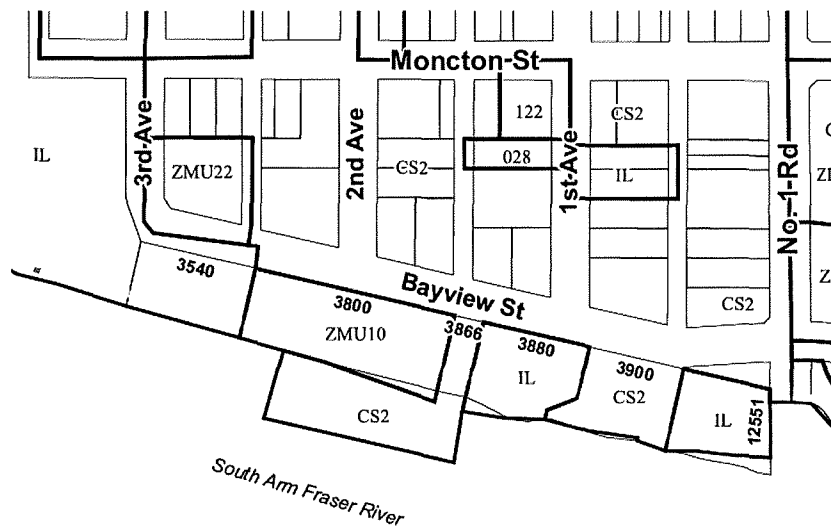 Moncton St
122
CS2
3rd Ave
2nd Ave
1st Ave
No. 1 Rd
IL
ZMU22
CS2
028
IL
3540
Bayview St
CS2
3800
ZMU10
3866
3880
IL
3900
CS2
CS2
IL
12551
South Arm Fraser River